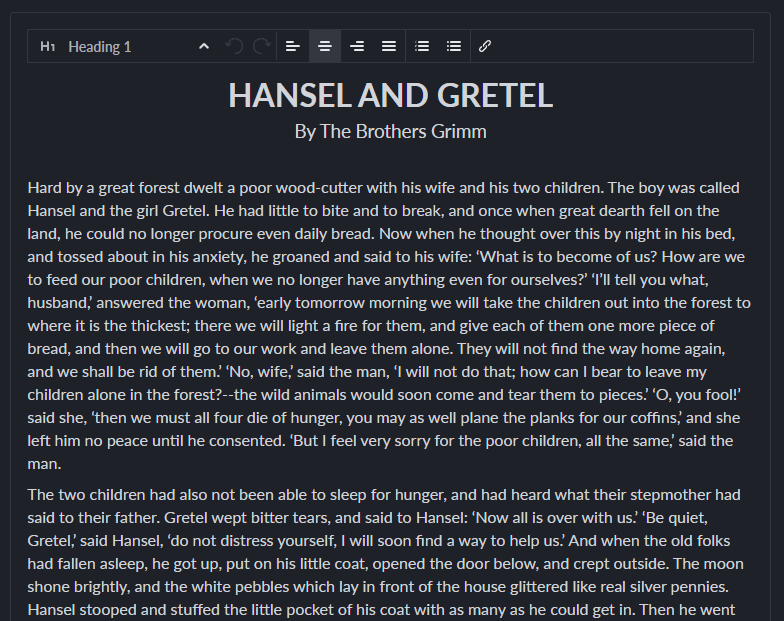 H1 Heading 1
HANSEL AND GRETEL
By The Brothers Grimm
Hard by a great forest dwelt a poor wood-cutter with his wife and his two children. The boy was called
Hansel and the girl Gretel. He had little to bite and to break, and once when great dearth fell on the
land, he could no longer procure even daily bread. Now when he thought over this by night in his bed,
and tossed about in his anxiety, he groaned and said to his wife: ‘What is to become of us? How are we
to feed our poor children, when we no longer have anything even for ourselves?’ ‘I’ll tell you what,
husband,’ answered the woman, ‘early tomorrow morning we will take the children out into the forest to
where it is the thickest; there we will light a fire for them, and give each of them one more piece of
bread, and then we will go to our work and leave them alone. They will not find the way home again,
and we shall be rid of them.’ ‘No, wife,’ said the man, ‘I will not do that; how can I bear to leave my
children alone in the forest?--the wild animals would soon come and tear them to pieces.’ ‘O, you fool!’
said she, ‘then we must all four die of hunger, you may as well plane the planks for our coffins,’ and she
left him no peace until he consented. ‘But I feel very sorry for the poor children, all the same,’ said the
man.
The two children had also not been able to sleep for hunger, and had heard what their stepmother had
said to their father. Gretel wept bitter tears, and said to Hansel: ‘Now all is over with us.’ ‘Be quiet,
Gretel,’ said Hansel, ‘do not distress yourself, I will soon find a way to help us.’ And when the old folks
had fallen asleep, he got up, put on his little coat, opened the door below, and crept outside. The moon
shone brightly, and the white pebbles which lay in front of the house glittered like real silver pennies.
Hansel stooped and stuffed the little pocket of his coat with as many as he could get in. Then he went